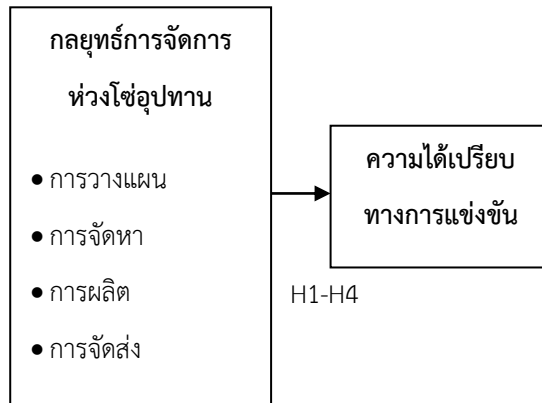 กลยุทธ์การจัดการ
ห่วงโซ่อุปทาน
● การวางแผน
● การจัดหา
● การผลิต
● การจัดส่ง
ความได้เปรียบ
ทางการแข่งขัน
H1-H4